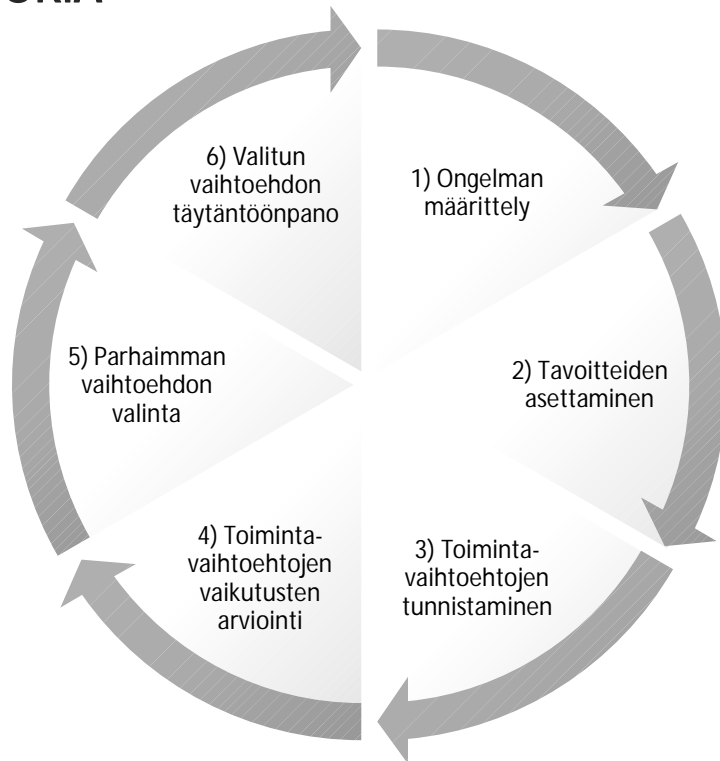 1) Ongelman
määrittely
2) Tavoitteiden
asettaminen
3) Toiminta-
vaihtoehtojen
tunnistaminen
4) Toiminta-
vaihtoehtojen
vaikutusten
arviointi
5) Parhaimman
vaihtoehdon
valinta
6) Valitun
vaihtoehdon
täytäntöönpano